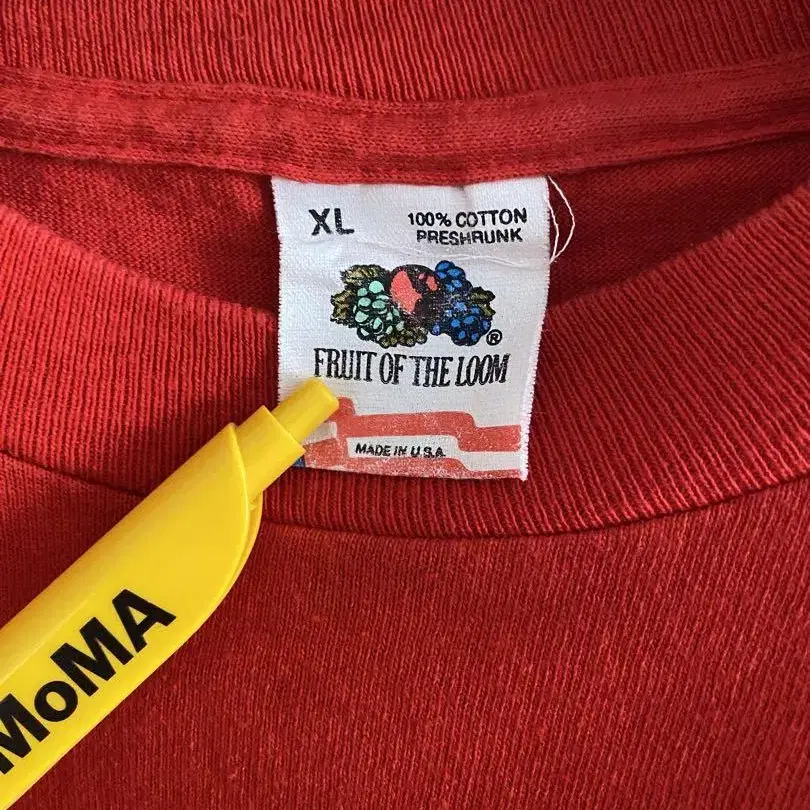 XL
100% COTTON
PRESHRUNK
®
FRUIT OF THE LOOM
MADE IN U.S.A.
MoMA